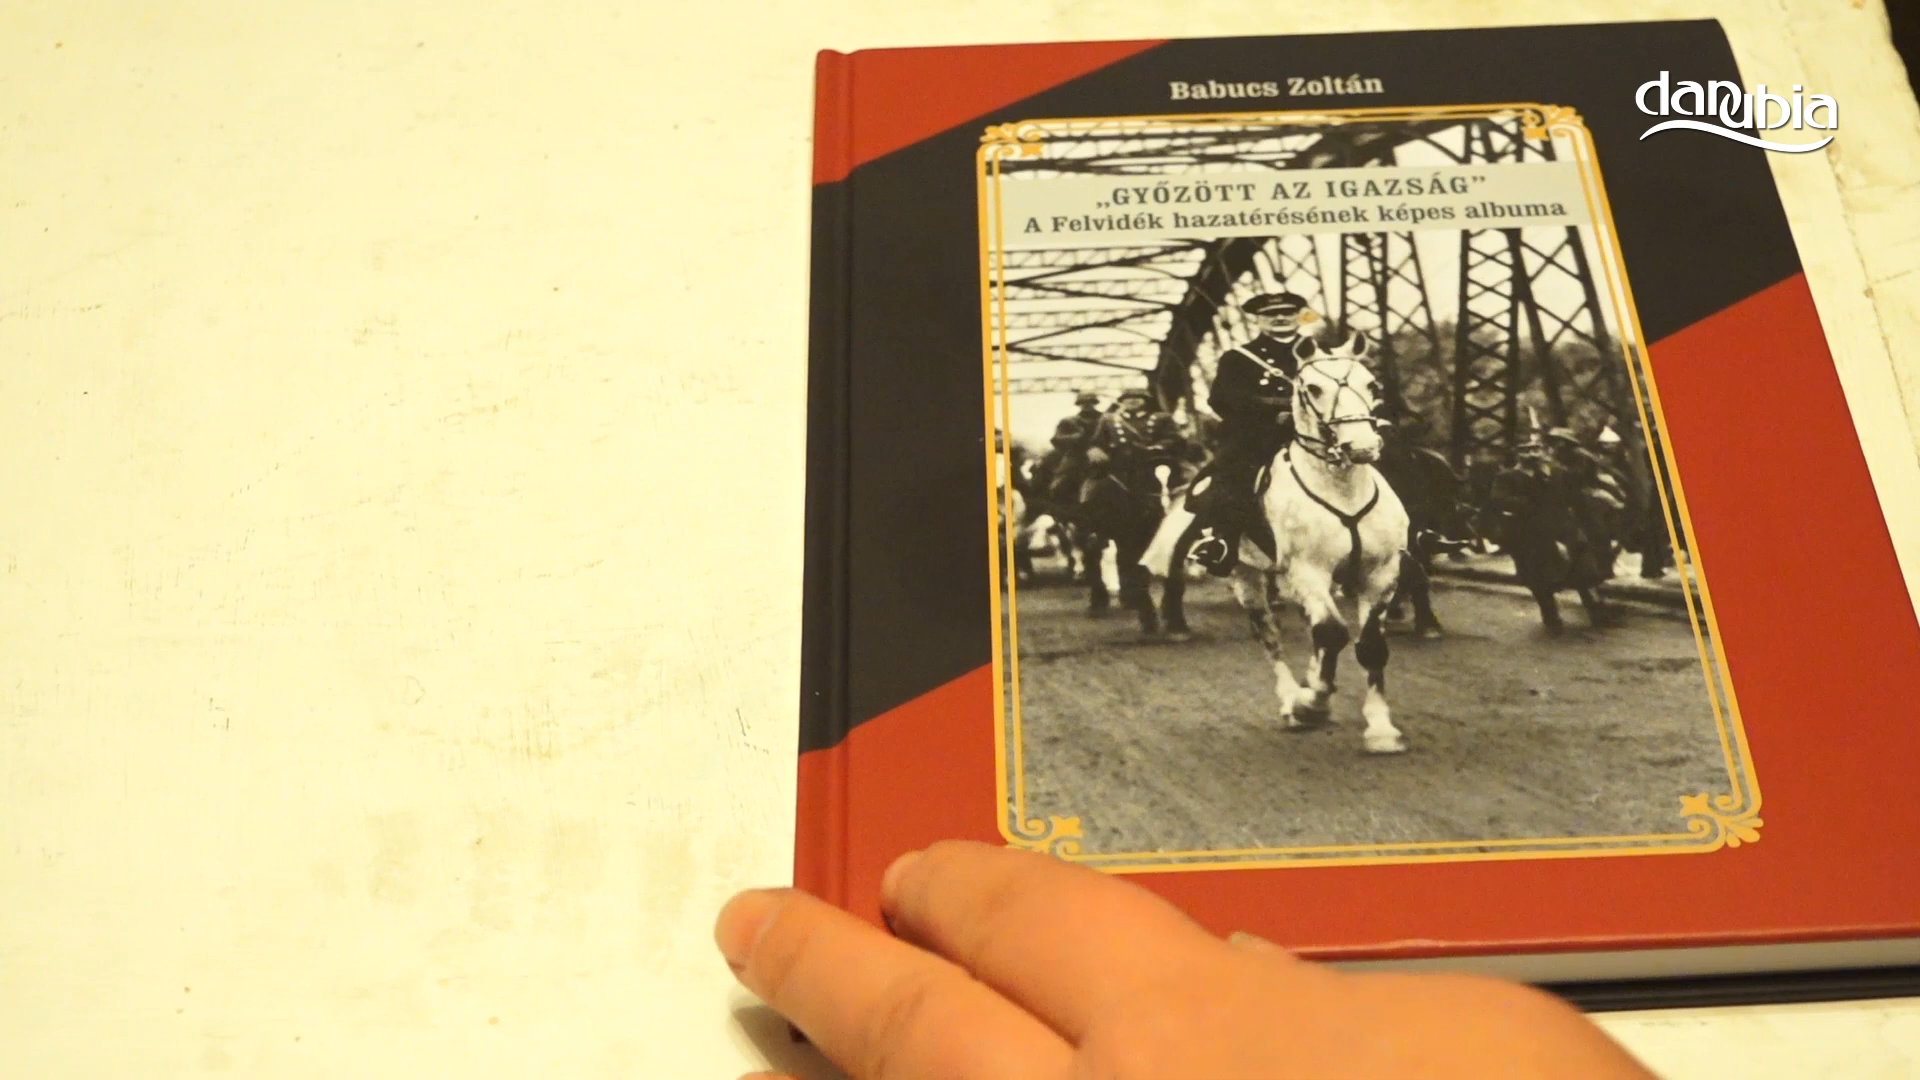 Babucs Zoltán
„GYŐZÖTT AZ IGAZSÁG”
A Felvidék hazatérésének képes albuma
danubia